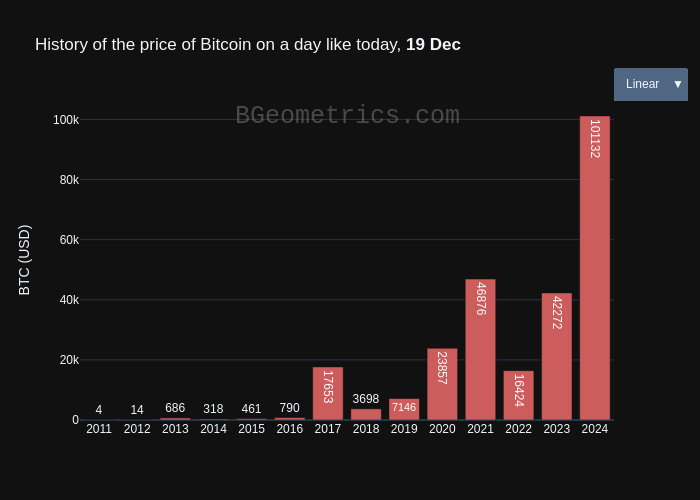 History of the price of Bitcoin on a day like today, 19 Dec
Linear ▼
BGeometrics.com
BTC (USD)
100k
80k
60k
40k
20k
0
4
14
686
318
461
790
17653
3698
7146
23857
46876
16424
42272
101132
2011 2012 2013 2014 2015 2016 2017 2018 2019 2020 2021 2022 2023 2024